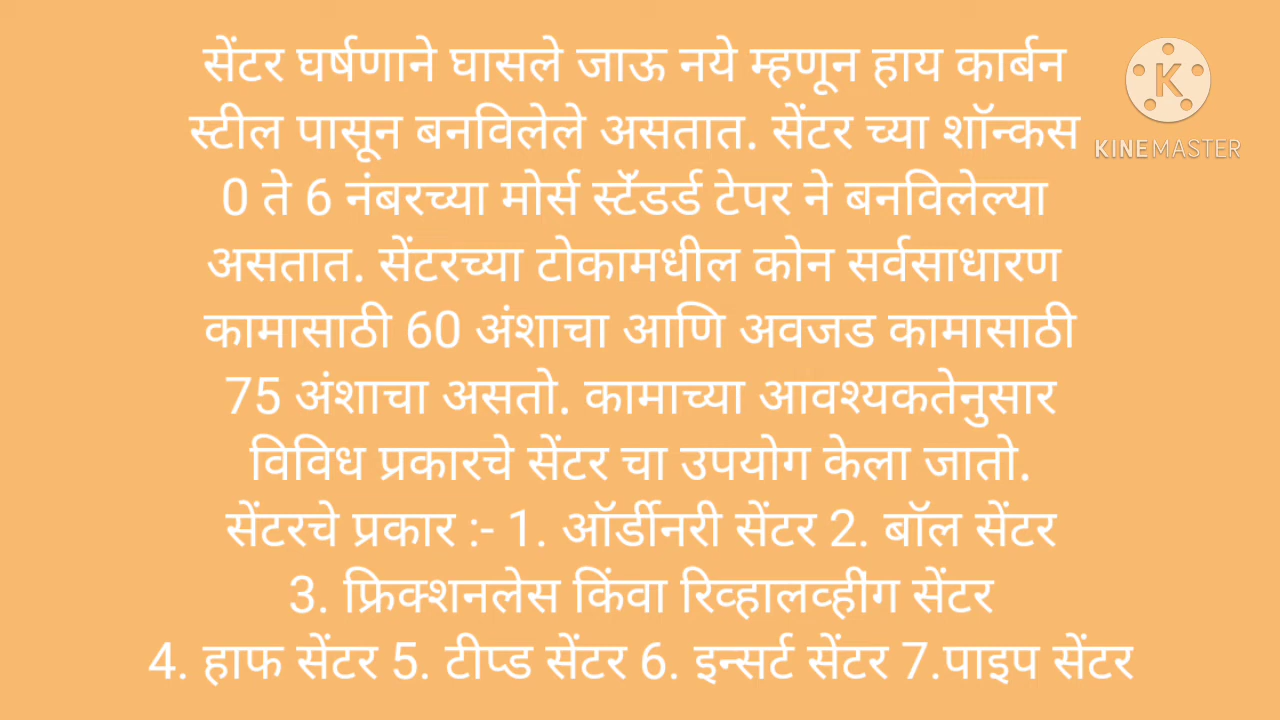 सेंटर घर्षणाने घासले जाऊ नये म्हणून हाय कार्बन
स्टील पासून बनविलेले असतात. सेंटर च्या शॉन्कस
0 ते 6 नंबरच्या मोर्स स्टॅंडर्ड टेपर ने बनविलेल्या
असतात. सेंटरच्या टोकामधील कोन सर्वसाधारण
कामासाठी 60 अंशाचा आणि अवजड कामासाठी
75 अंशाचा असतो. कामाच्या आवश्यकतेनुसार
विविध प्रकारचे सेंटर चा उपयोग केला जातो.
सेंटरचे प्रकार :- 1. ऑर्डीनरी सेंटर 2. बॉल सेंटर
3. फ्रिक्शनलेस किंवा रिव्हालव्हींग सेंटर
4. हाफ सेंटर 5. टीप्ड सेंटर 6. इन्सर्ट सेंटर 7.पाइप सेंटर
K
KINEMASTER